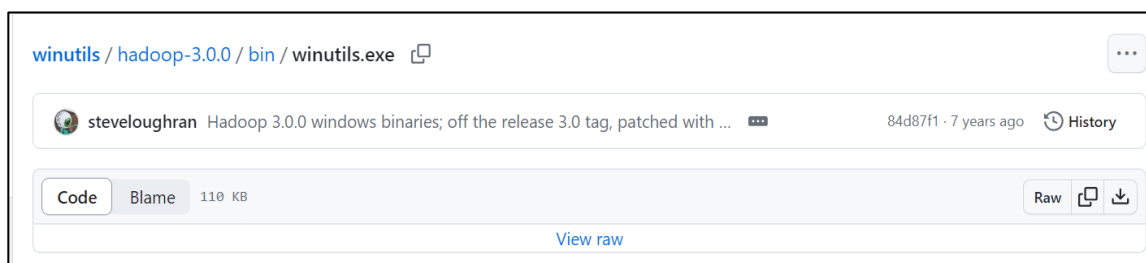 winutils / hadoop-3.0.0 / bin / winutils.exe
steveloughran Hadoop 3.0.0 windows binaries; off the release 3.0 tag, patched with ... 84d87f1 · 7 years ago History
Code Blame 110 KB Raw
View raw